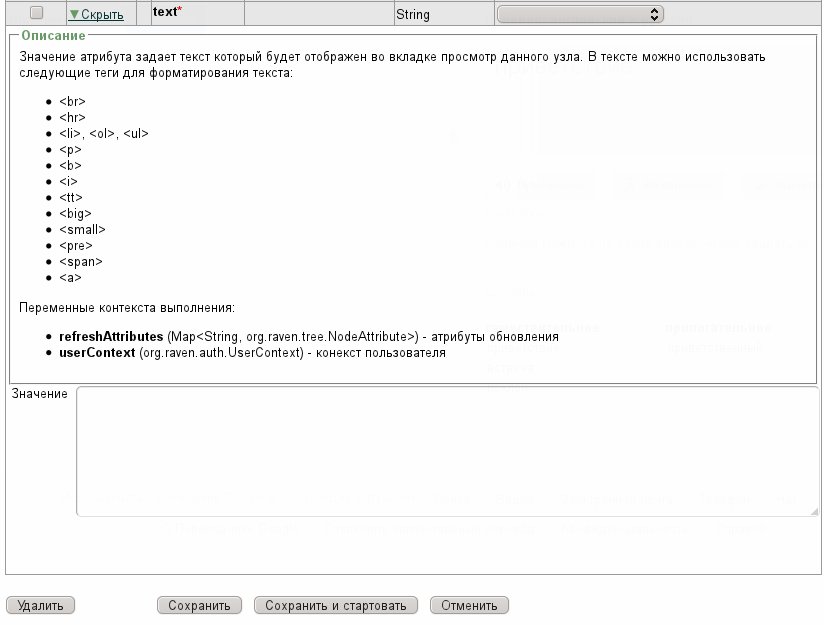 ▼Скрыть text* String
Описание
Значение атрибута задает текст который будет отображен во вкладке просмотр данного узла. В тексте можно использовать
следующие теги для форматирования текста:
• <br>
• <hr>
• <li>, <ol>, <ul>
• <p>
• <b>
• <i>
• <tt>
• <big>
• <small>
• <pre>
• <span>
• <a>
Переменные контекста выполнения:
• refreshAttributes (Map<String, org.raven.tree.NodeAttribute>) - атрибуты обновления
• userContext (org.raven.auth.UserContext) - конекст пользователя
Значение
Удалить Сохранить Сохранить и стартовать Отменить